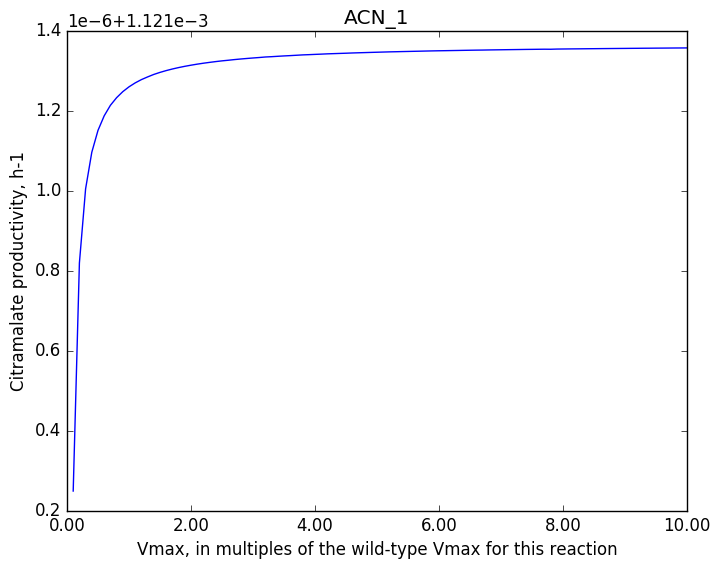 ACN_1
1e-6+1.121e-3
1.4
1.2
1.0
0.8
0.6
0.4
0.2
Citramalate productivity, h-1
0.00 2.00 4.00 6.00 8.00 10.00
Vmax, in multiples of the wild-type Vmax for this reaction